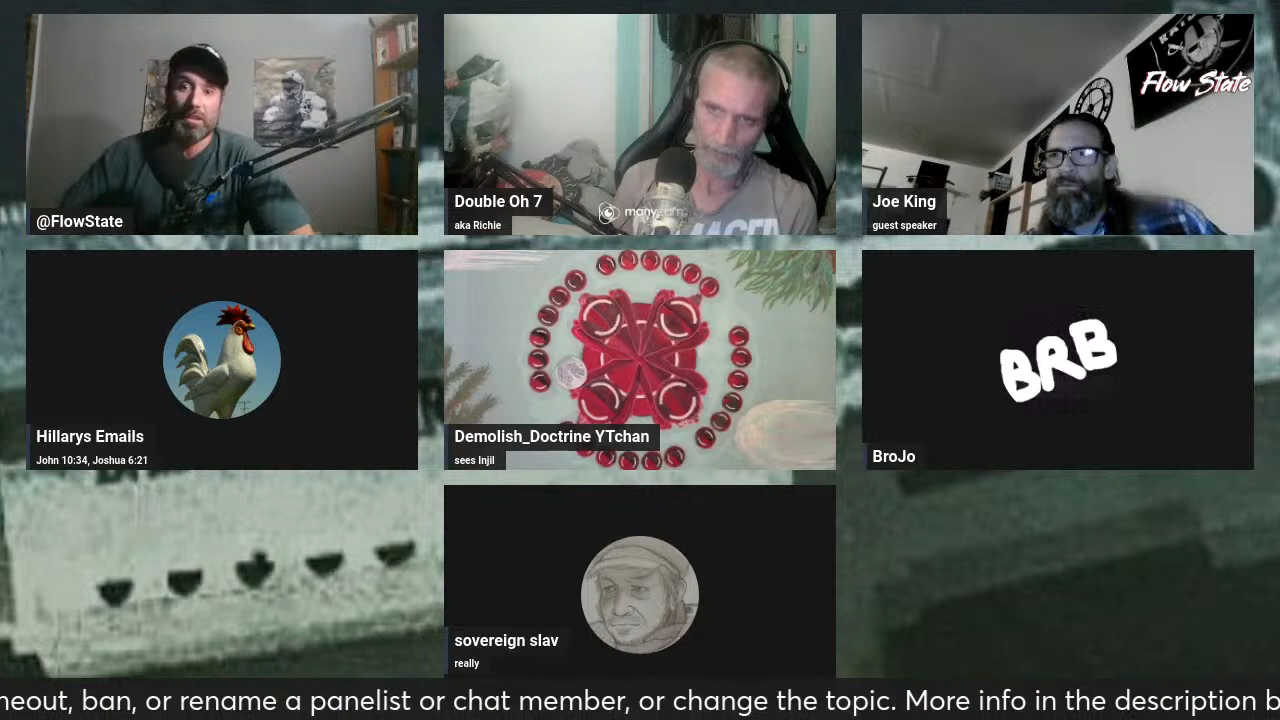 Flow State
@FlowState
Double Oh 7
aka Richie
manycam
Joe King
guest speaker
Hillarys Emails
John 10:34, Joshua 6:21
Demolish_Doctrine YTchan
sees Injil
BRB
BroJo
sovereign slav
really
neout, ban, or rename a panelist or chat member, or change the topic. More info in the description b